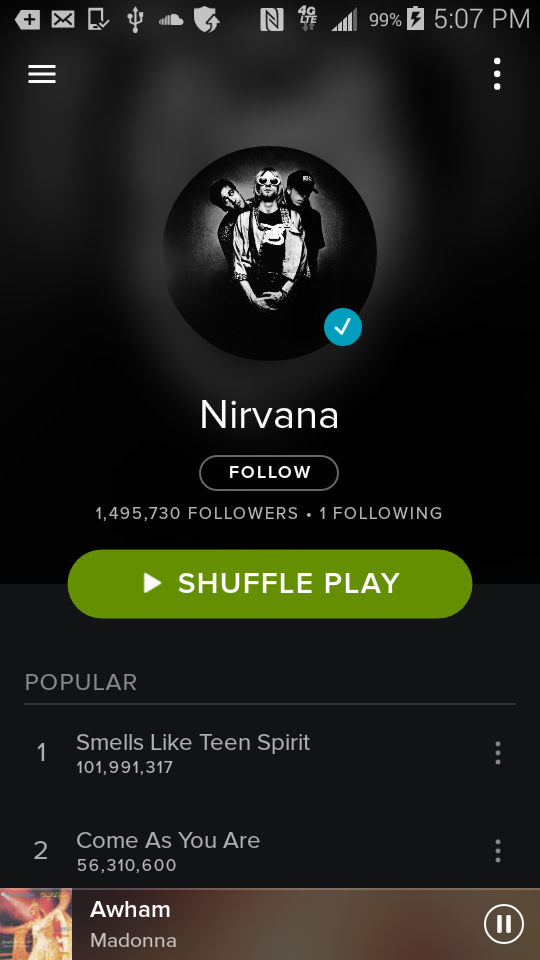 4G LTE 99% 5:07 PM
Nirvana
FOLLOW
1,495,730 FOLLOWERS • 1 FOLLOWING
SHUFFLE PLAY
POPULAR
1 Smells Like Teen Spirit
101,991,317
2 Come As You Are
56,310,600
Awham
Madonna